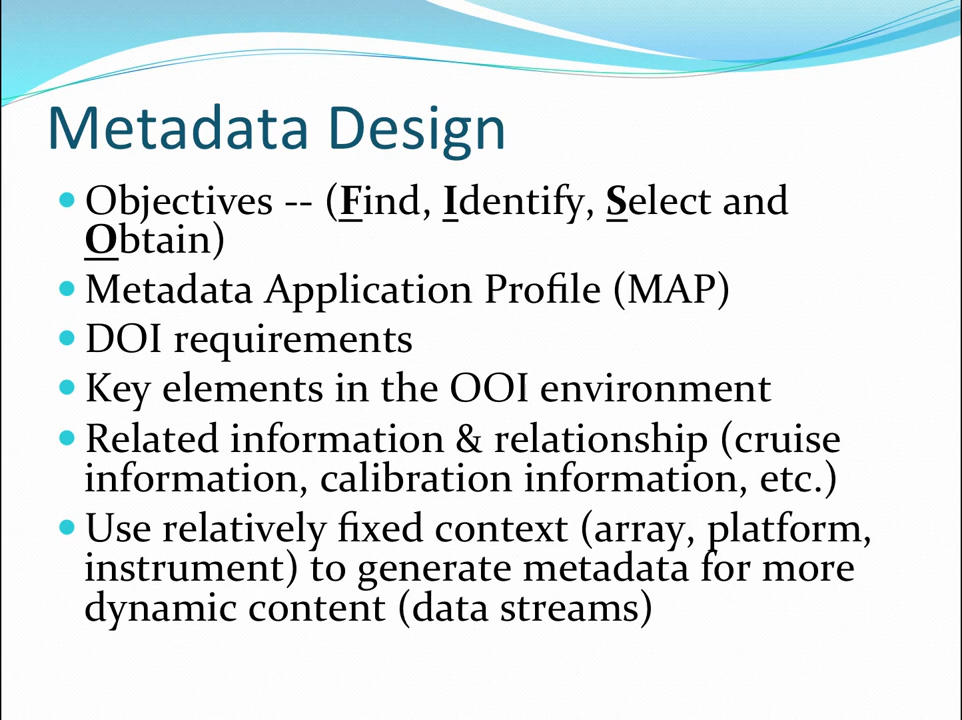 Metadata Design
Objectives -- (Find, Identify, Select and
Obtain)
Metadata Application Profile (MAP)
DOI requirements
Key elements in the OOI environment
Related information & relationship (cruise
information, calibration information, etc.)
Use relatively fixed context (array, platform,
instrument) to generate metadata for more
dynamic content (data streams)